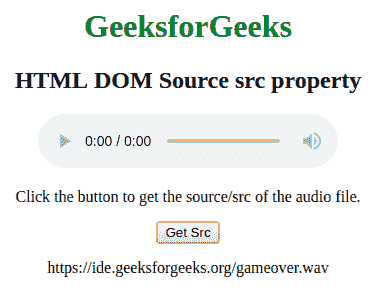 GeeksforGeeks
HTML DOM Source src property
0:00 / 0:00
Click the button to get the source/src of the audio file.
Get Src
https://ide.geeksforgeeks.org/gameover.wav